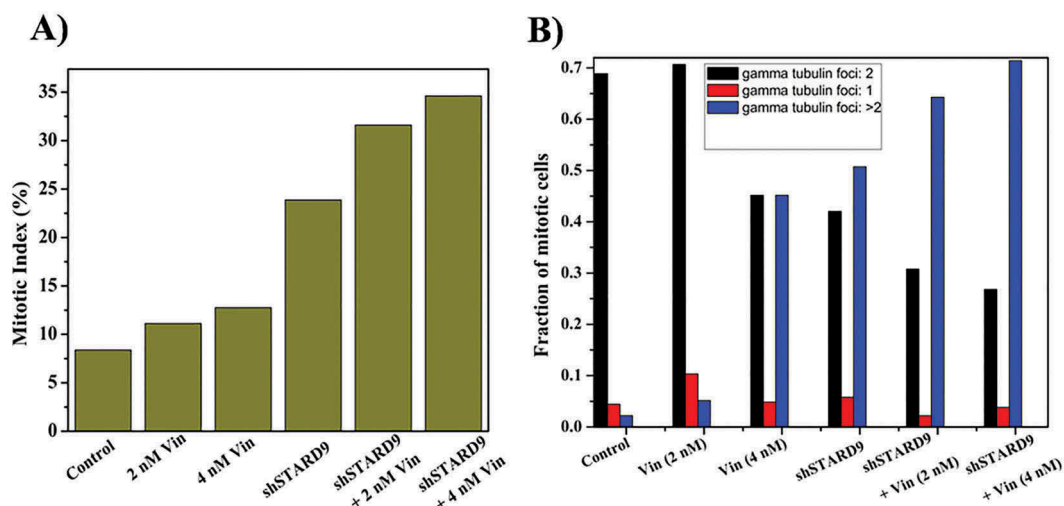 A)
Mitotic Index (%)
35
30
25
20
15
10
5
0
Control
2 nM Vin
4 nM Vin
shSTARD9
shSTARD9
+ 2 nM Vin
shSTARD9
+ 4 nM Vin
B)
Fraction of mitotic cells
0.7
0.6
0.5
0.4
0.3
0.2
0.1
0.0
gamma tubulin foci: 2
gamma tubulin foci: 1
gamma tubulin foci: >2
Control
Vin (2 nM)
Vin (4 nM)
shSTARD9
shSTARD9
+ Vin (2 nM)
shSTARD9
+ Vin (4 nM)